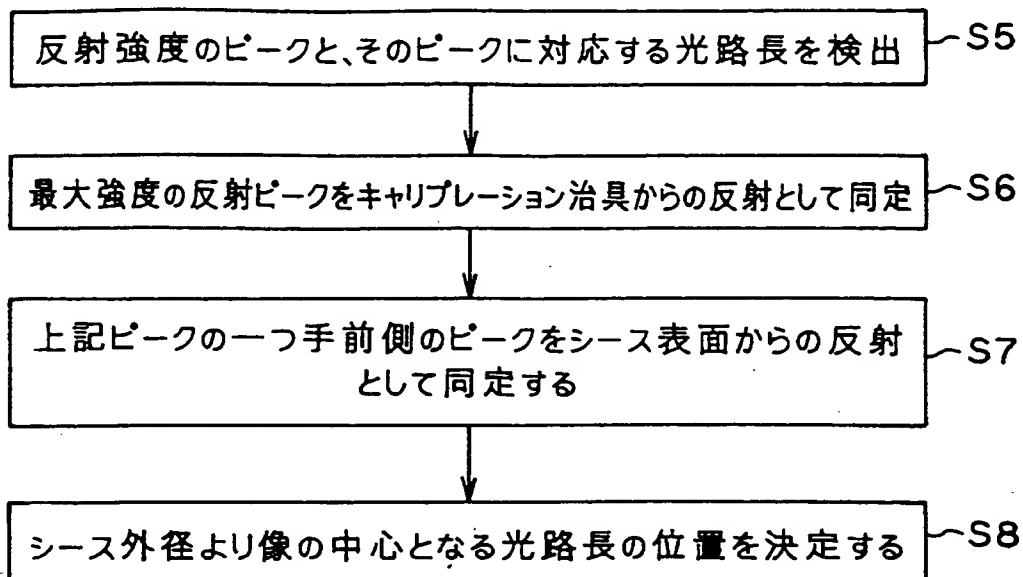 反射強度のピークと、そのピークに対応する光路長を検出
S5
最大強度の反射ピークをキャリブレーション治具からの反射として同定
S6
上記ピークの一つ手前側のピークをシース表面からの反射
として同定する
S7
シース外径より像の中心となる光路長の位置を決定する
S8